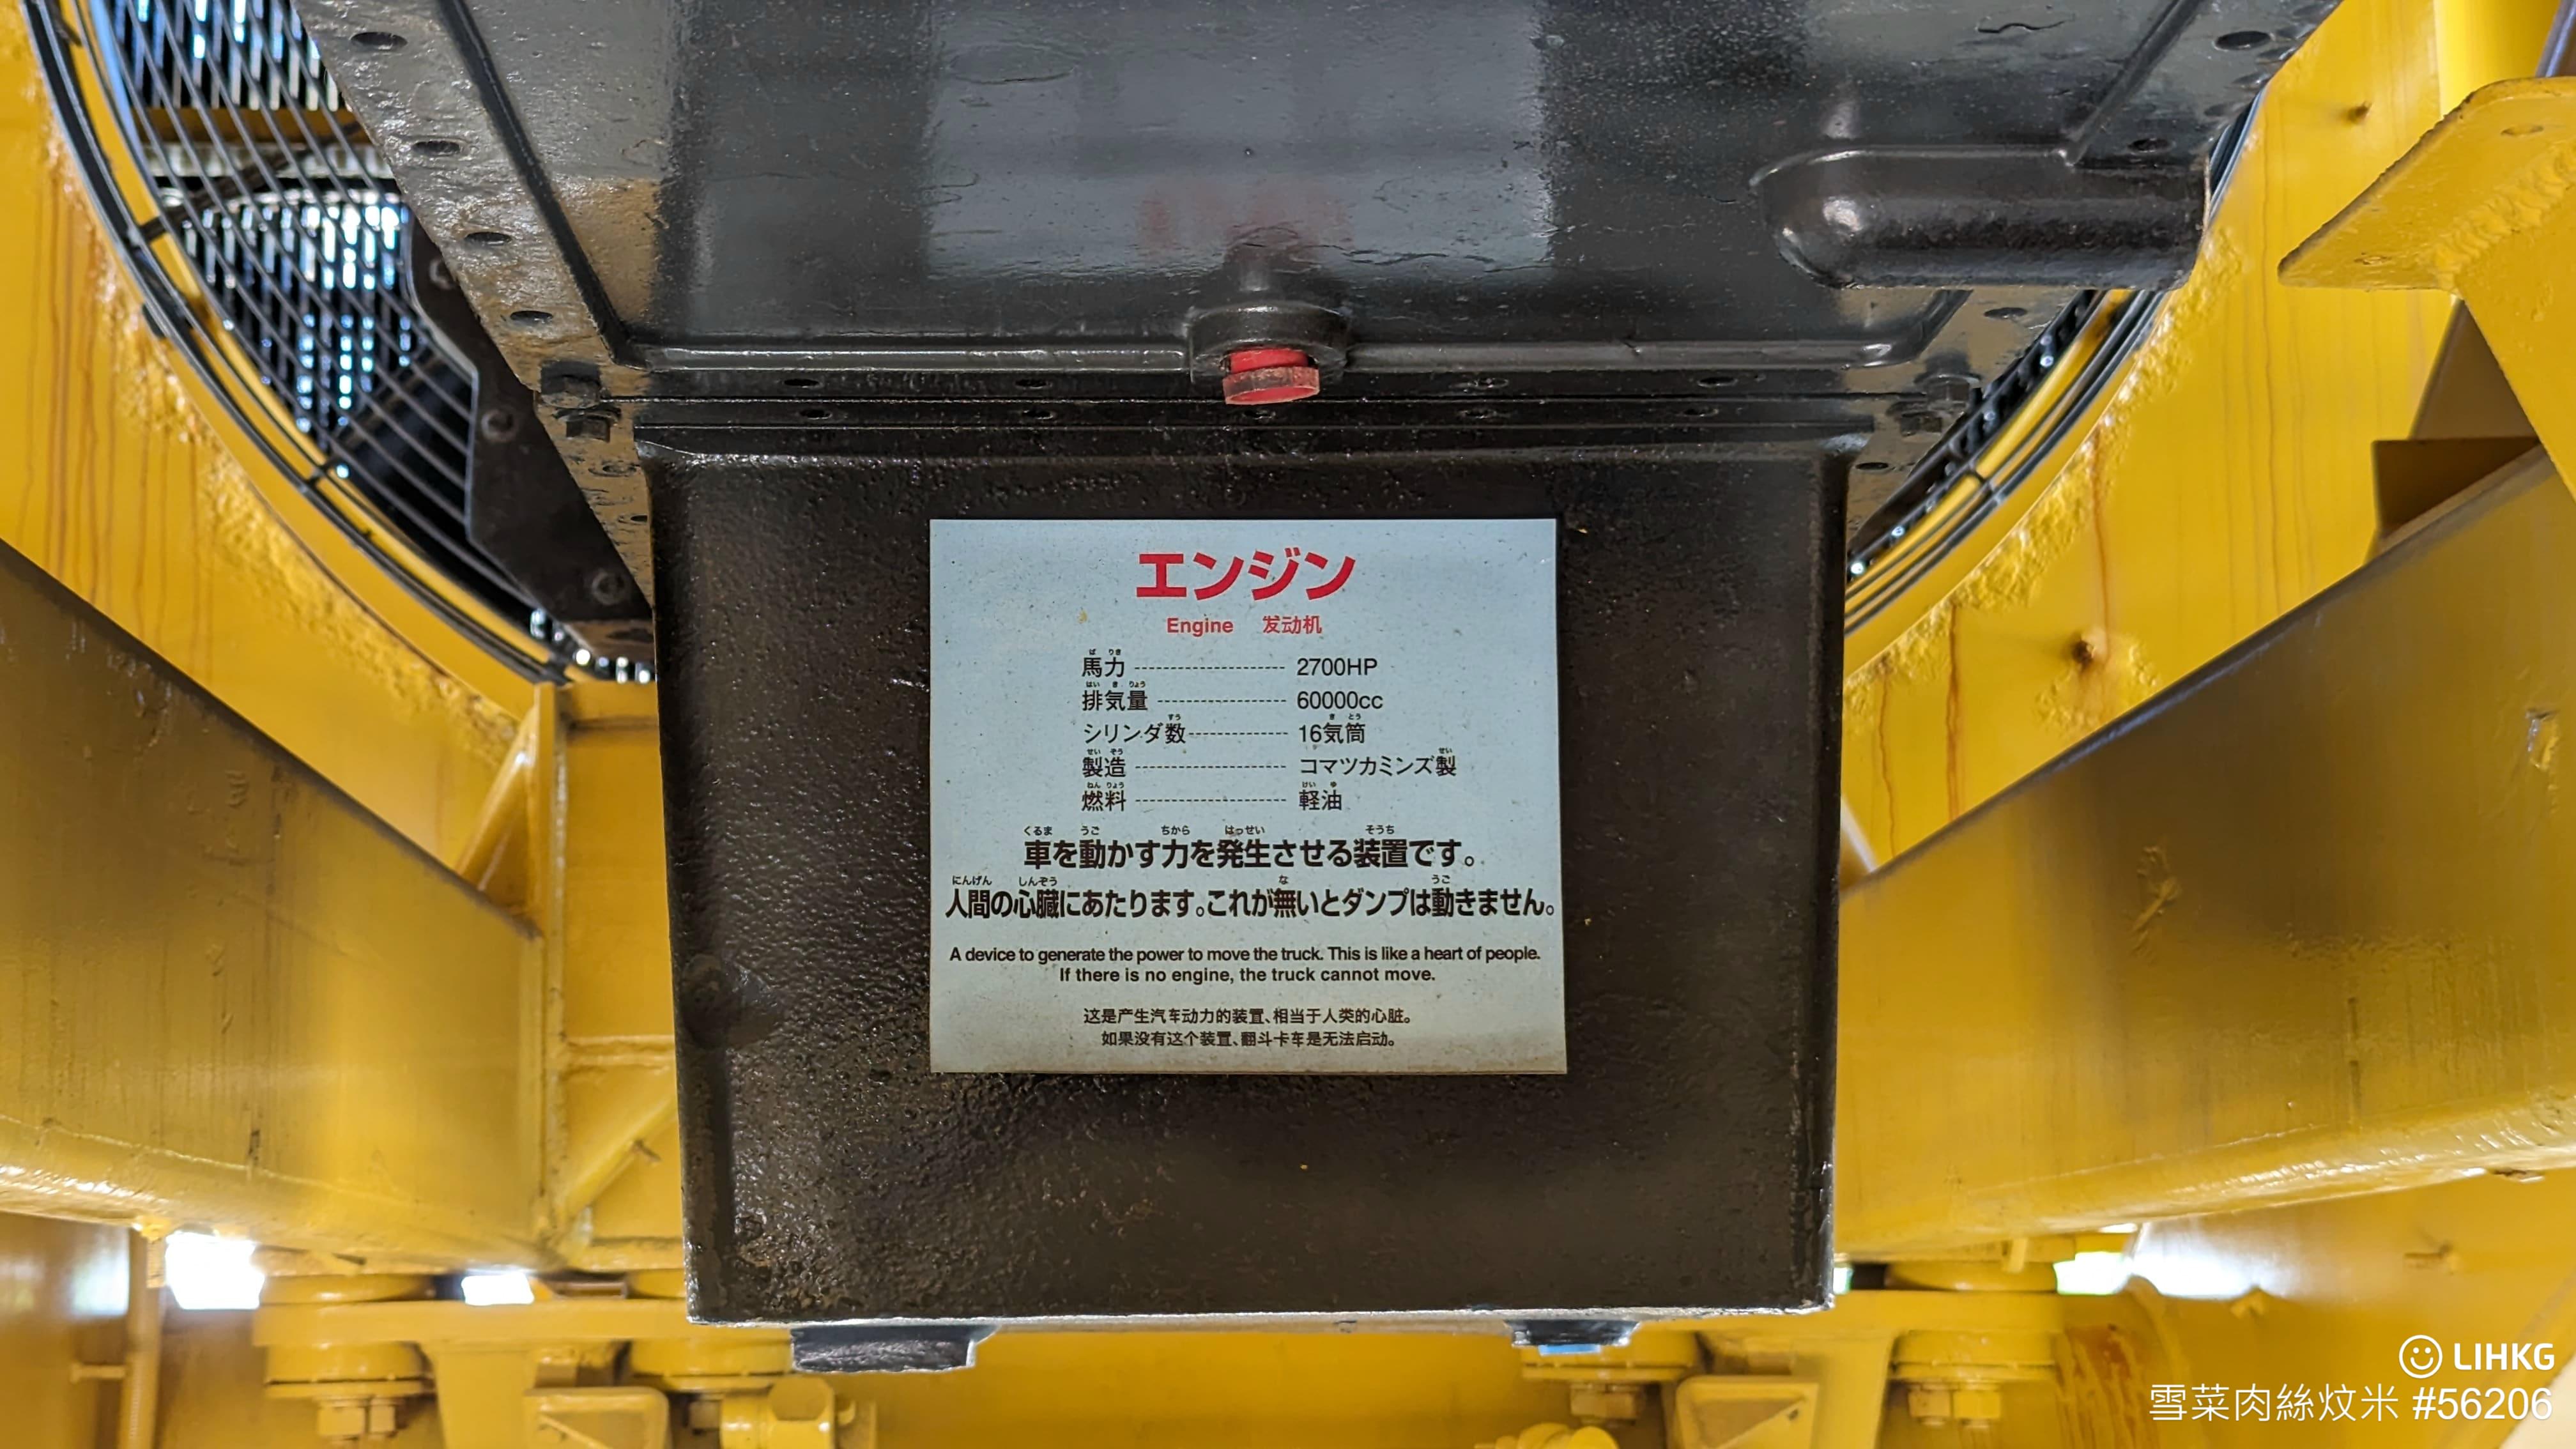 エンジン
Engine 发动机
馬力 2700HP
排気量 60000cc
シリンダ数 16気筒
製造 コマツカミンズ製
燃料 軽油
車を動かす力を発生させる装置です。
人間の心臓にあたります。これが無いとダンプは動きません。
A device to generate the power to move the truck. This is like a heart of people.
If there is no engine, the truck cannot move.
这是产生汽车动力的装置、相当于人类的心脏。
如果没有这个装置、翻斗卡车是无法启动。
LIHKG
雪菜肉絲炆米 #56206